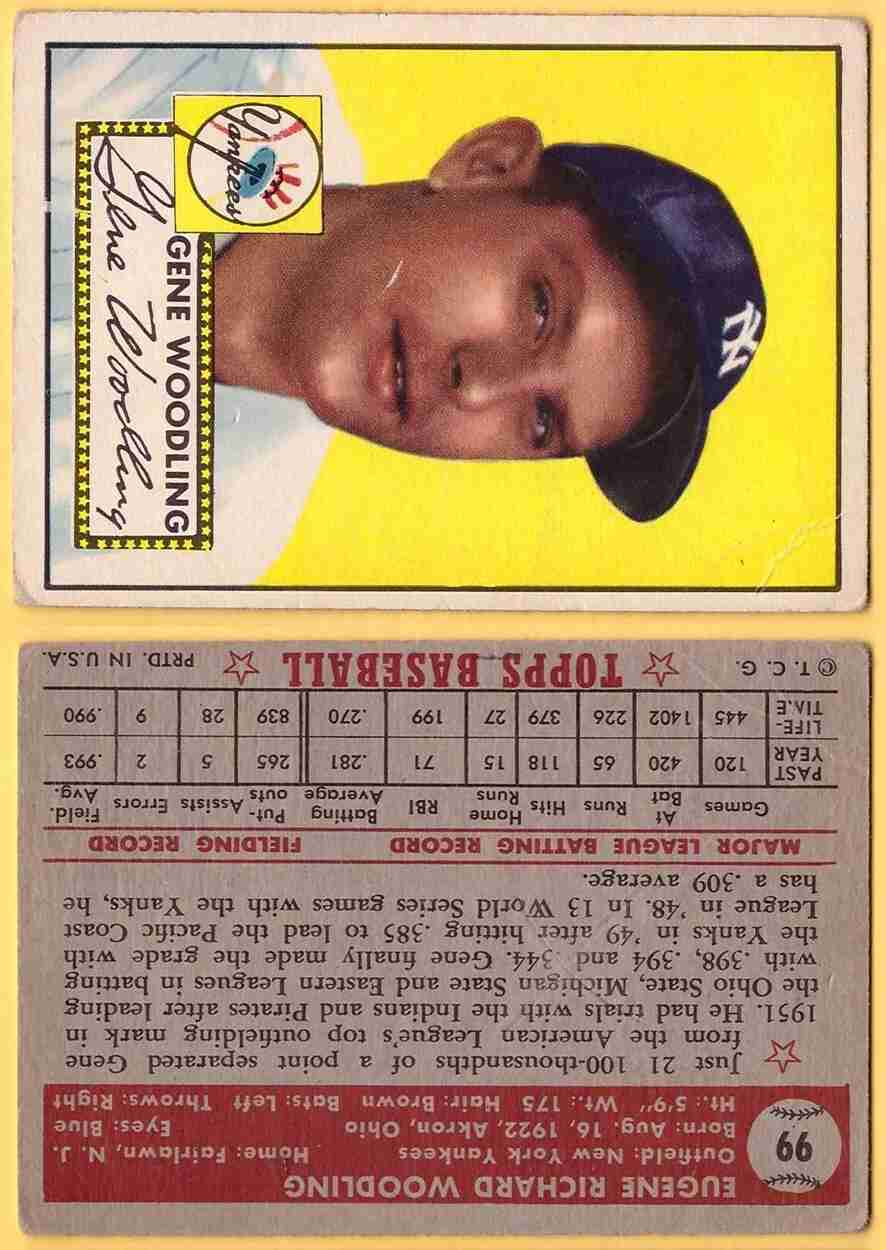 Yankees
GENE WOODLING
Gene Woodling
99
EUGENE RICHARD WOODLING
Outfield: New York Yankees Home: Fairlawn, N. J.
Born: Aug. 16, 1922, Akron, Ohio Eyes: Blue
Ht.: 5'9" Wt.: 175 Hair: Brown Bats: Left Throws: Right
Just 21 100-thousandths of a point separated Gene
from the American League's top outfielding mark in
1951. He had trials with the Indians and Pirates after leading
the Ohio State, Michigan State and Eastern Leagues in batting
with .398, .394 and .344. Gene finally made the grade with
the Yanks in '49 after hitting .385 to lead the Pacific Coast
League in '48. In 13 World Series games with the Yanks, he
has a .309 average.
MAJOR LEAGUE BATTING RECORD FIELDING RECORD
Games At Bat Runs Hits Home Runs RBI Batting Average Put-outs Assists Errors Field. Avg.
PAST YEAR 120 420 65 118 15 71 .281 265 5 2 .993
LIFE-TIME 445 1402 226 379 27 199 .270 839 28 9 .990
© T. C. G. TOPPS BASEBALL PRTD. IN U.S.A.